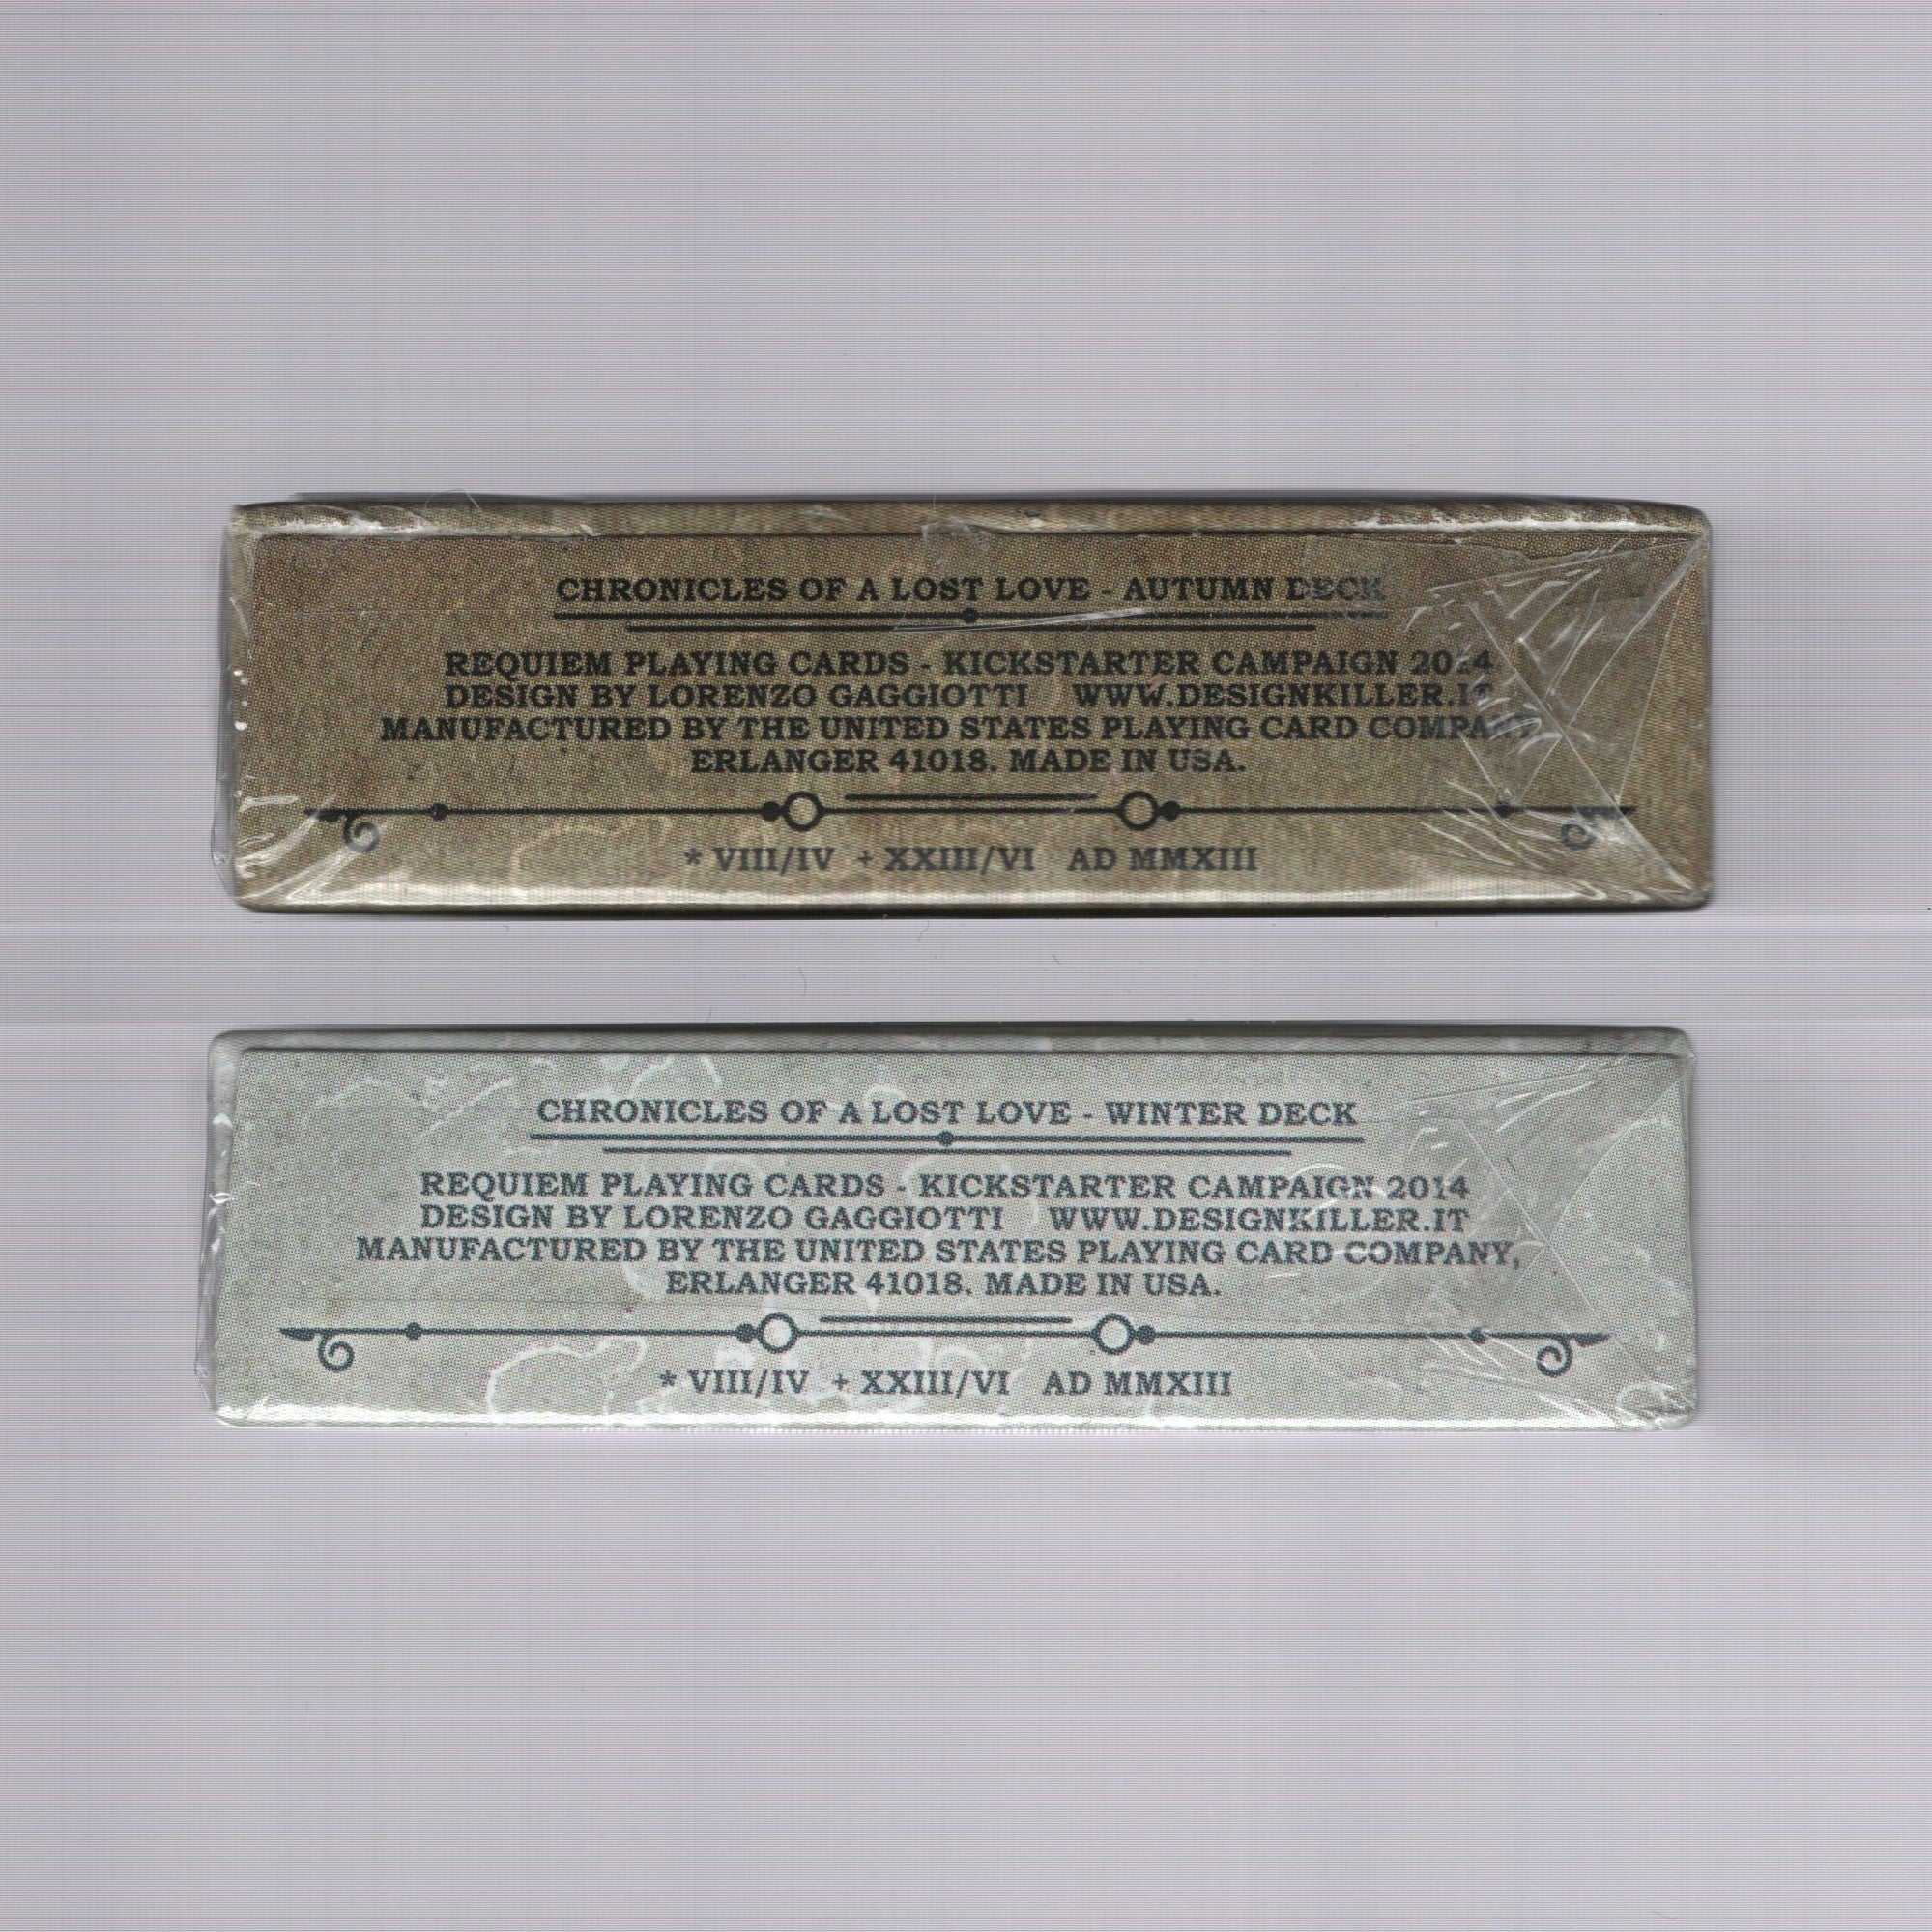 CHRONICLES OF A LOST LOVE - AUTUMN DECK
REQUIEM PLAYING CARDS - KICKSTARTER CAMPAIGN 2014
DESIGN BY LORENZO GAGGIOTTI WWW.DESIGNKILLER.IT
MANUFACTURED BY THE UNITED STATES PLAYING CARD COMPANY,
ERLANGER 41018. MADE IN USA.
* VIII/IV + XXIII/VI AD MMXIII
CHRONICLES OF A LOST LOVE - WINTER DECK
REQUIEM PLAYING CARDS - KICKSTARTER CAMPAIGN 2014
DESIGN BY LORENZO GAGGIOTTI WWW.DESIGNKILLER.IT
MANUFACTURED BY THE UNITED STATES PLAYING CARD COMPANY,
ERLANGER 41018. MADE IN USA.
* VIII/IV + XXIII/VI AD MMXIII